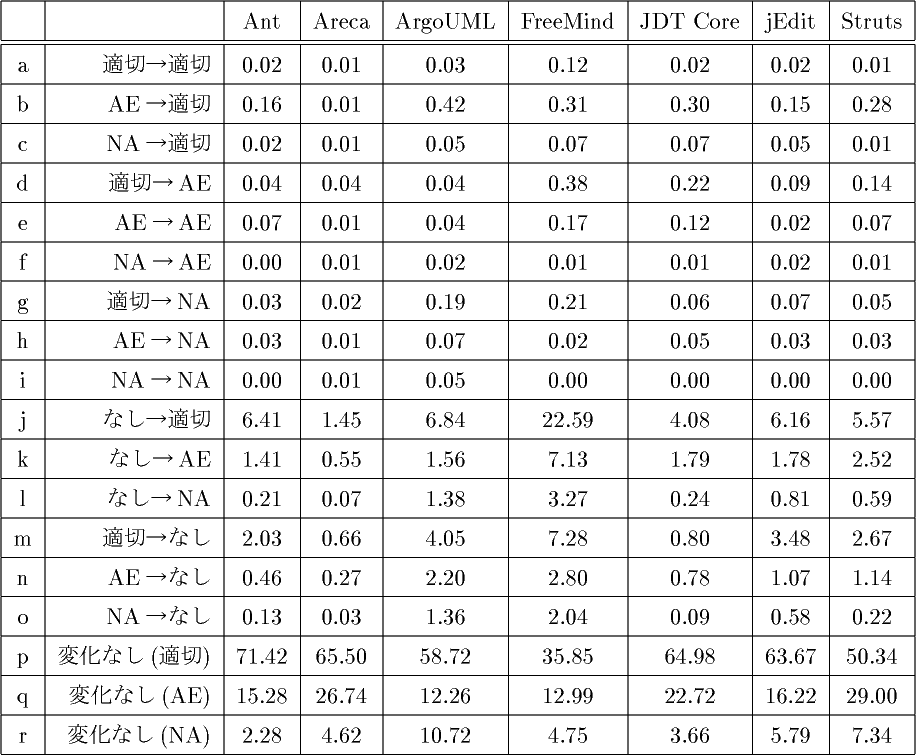 Ant Areca ArgoUML FreeMind JDT Core jEdit Struts
a 適切→適切 0.02 0.01 0.03 0.12 0.02 0.02 0.01
b AE→適切 0.16 0.01 0.42 0.31 0.30 0.15 0.28
c NA→適切 0.02 0.01 0.05 0.07 0.07 0.05 0.01
d 適切→AE 0.04 0.04 0.04 0.38 0.22 0.09 0.14
e AE→AE 0.07 0.01 0.04 0.17 0.12 0.02 0.07
f NA→AE 0.00 0.01 0.02 0.01 0.01 0.02 0.01
g 適切→NA 0.03 0.02 0.19 0.21 0.06 0.07 0.05
h AE→NA 0.03 0.01 0.07 0.02 0.05 0.03 0.03
i NA→NA 0.00 0.01 0.05 0.00 0.00 0.00 0.00
j なし→適切 6.41 1.45 6.84 22.59 4.08 6.16 5.57
k なし→AE 1.41 0.55 1.56 7.13 1.79 1.78 2.52
l なし→NA 0.21 0.07 1.38 3.27 0.24 0.81 0.59
m 適切→なし 2.03 0.66 4.05 7.28 0.80 3.48 2.67
n AE→なし 0.46 0.27 2.20 2.80 0.78 1.07 1.14
o NA→なし 0.13 0.03 1.36 2.04 0.09 0.58 0.22
p 変化なし(適切) 71.42 65.50 58.72 35.85 64.98 63.67 50.34
q 変化なし(AE) 15.28 26.74 12.26 12.99 22.72 16.22 29.00
r 変化なし(NA) 2.28 4.62 10.72 4.75 3.66 5.79 7.34